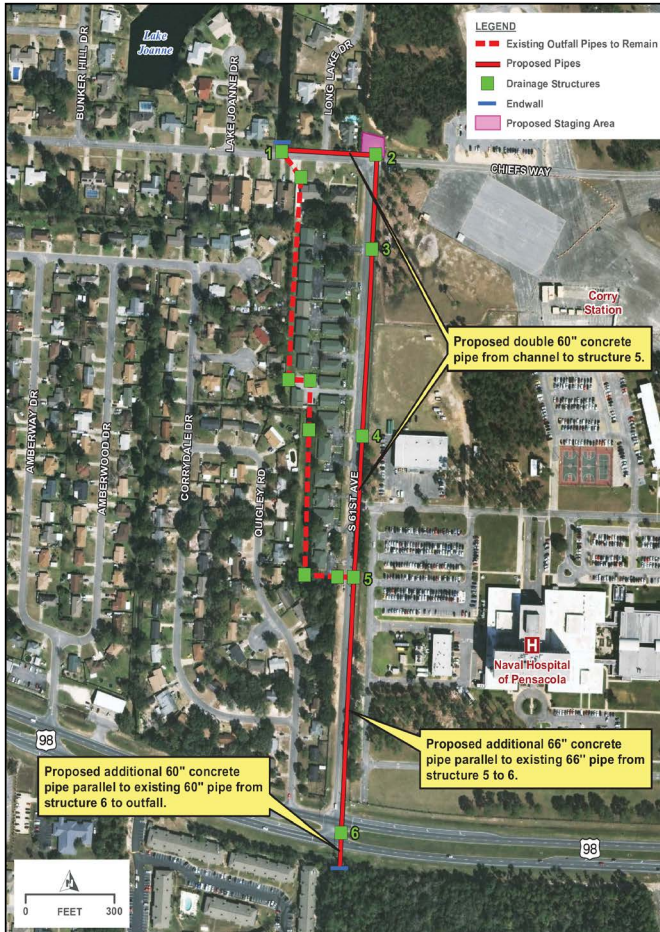 Lake
Joanne
BUNKER HILL DR
LAKE JOANNE DR
LONG LAKE DR
LEGEND
Existing Outfall Pipes to Remain
Proposed Pipes
Drainage Structures
Endwall
Proposed Staging Area
1
2
CHIEFS WAY
3
Corry
Station
Proposed double 60" concrete
pipe from channel to structure 5.
AMBERWAY DR
AMBERWOOD DR
CORRYDALE DR
QUIGLEY RD
S 61ST AVE
4
5
H
Naval Hospital
of Pensacola
98
Proposed additional 66" concrete
pipe parallel to existing 66" pipe from
structure 5 to 6.
Proposed additional 60" concrete
pipe parallel to existing 60" pipe from
structure 6 to outfall.
6
98
0 300
FEET